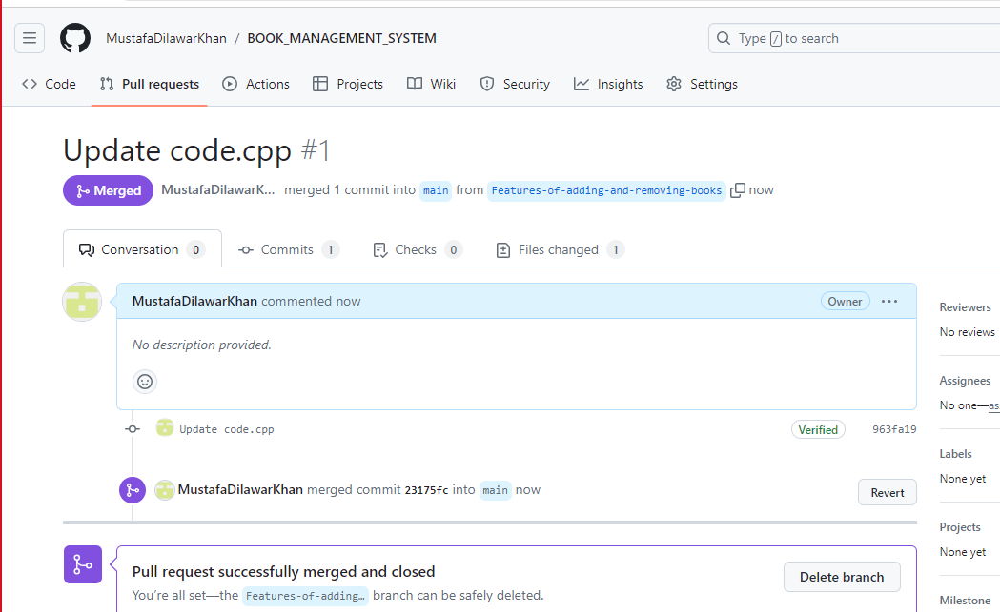 MustafaDilawarKhan / BOOK_MANAGEMENT_SYSTEM
Type / to search
Code Pull requests Actions Projects Wiki Security Insights Settings
Update code.cpp #1
Merged MustafaDilawarK... merged 1 commit into main from Features-of-adding-and-removing-books now
Conversation 0 Commits 1 Checks 0 Files changed 1
MustafaDilawarKhan commented now Owner ...
No description provided.
Update code.cpp Verified 963fa19
MustafaDilawarKhan merged commit 23175fc into main now Revert
Pull request successfully merged and closed
You're all set—the Features-of-adding… branch can be safely deleted.
Delete branch
Reviewers
No reviews
Assignees
No one—as
Labels
None yet
Projects
None yet
Milestone